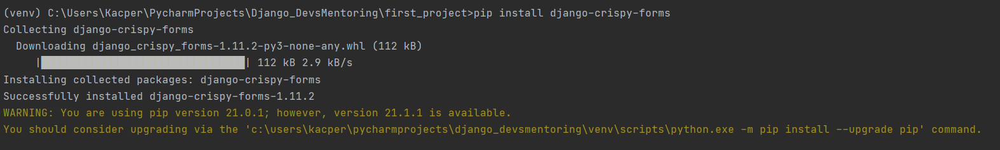 (venv) C:\Users\Kacper\PycharmProjects\Django_DevsMentoring\first_project>pip install django-crispy-forms
Collecting django-crispy-forms
  Downloading django_crispy_forms-1.11.2-py3-none-any.whl (112 kB)
     |████████████████████████████████| 112 kB 2.9 kB/s
Installing collected packages: django-crispy-forms
Successfully installed django-crispy-forms-1.11.2
WARNING: You are using pip version 21.0.1; however, version 21.1.1 is available.
You should consider upgrading via the 'c:\users\kacper\pycharmprojects\django_devsmentoring\venv\scripts\python.exe -m pip install --upgrade pip' command.